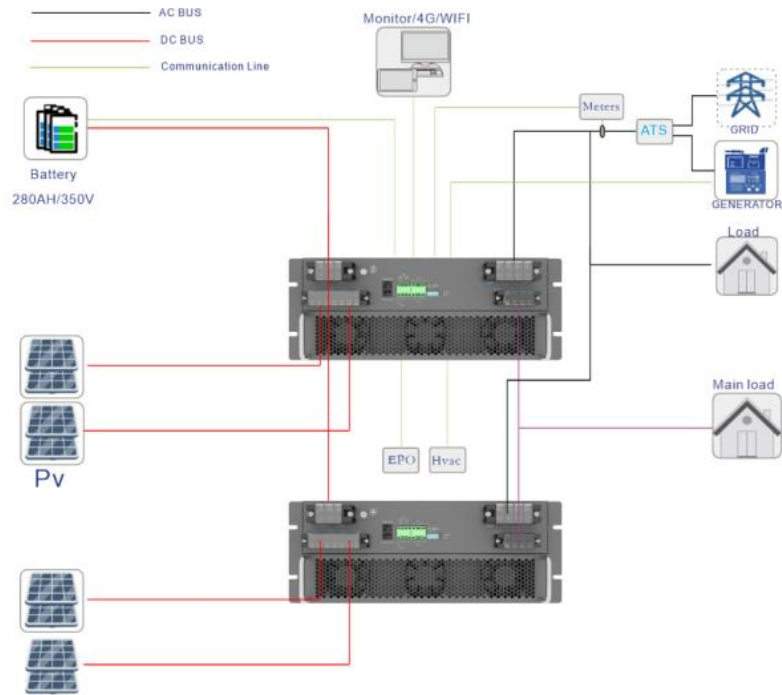 AC BUS
DC BUS
Communication Line
Monitor/4G/WIFI
Meters
ATS
GRID
GENERATOR
Battery
280AH/350V
Load
Main load
Pv
EPO
Hvac